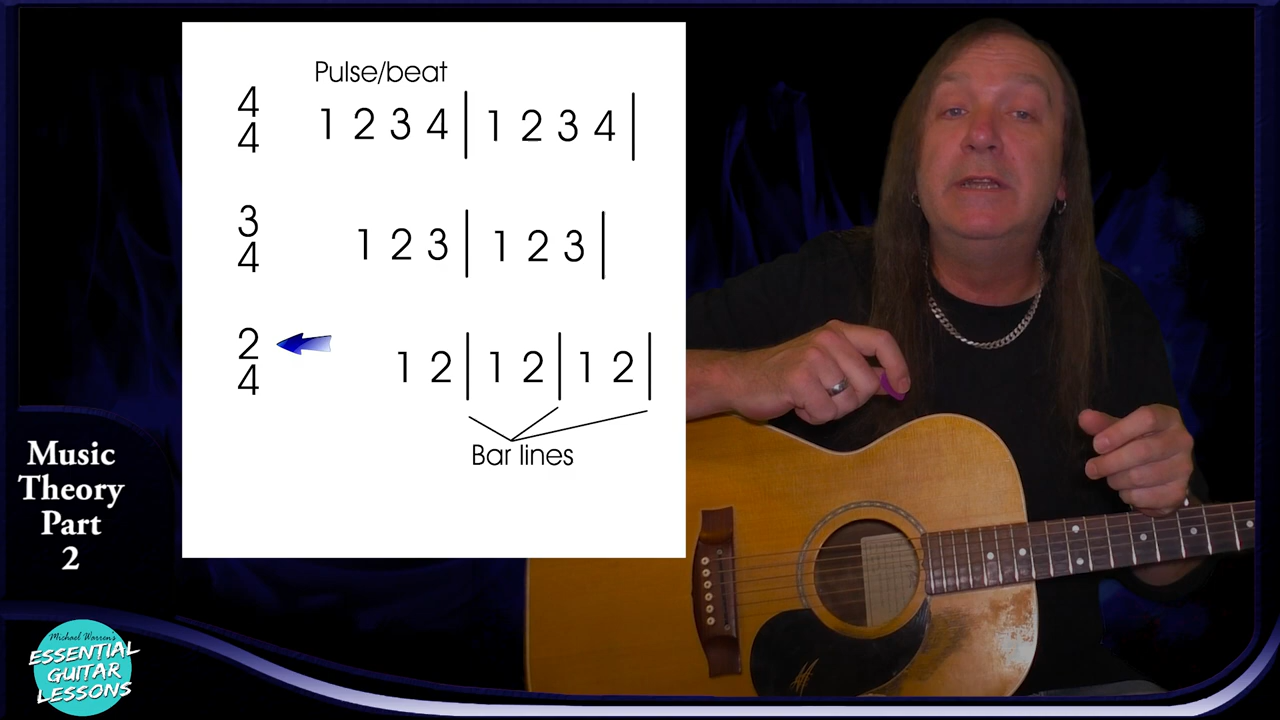 Pulse/beat
4
4
1 2 3 4 | 1 2 3 4 |
3
4
1 2 3 | 1 2 3 |
2
4
1 2 | 1 2 | 1 2 |
Bar lines
Music
Theory
Part
2
Michael Warren's
ESSENTIAL
GUITAR
LESSONS